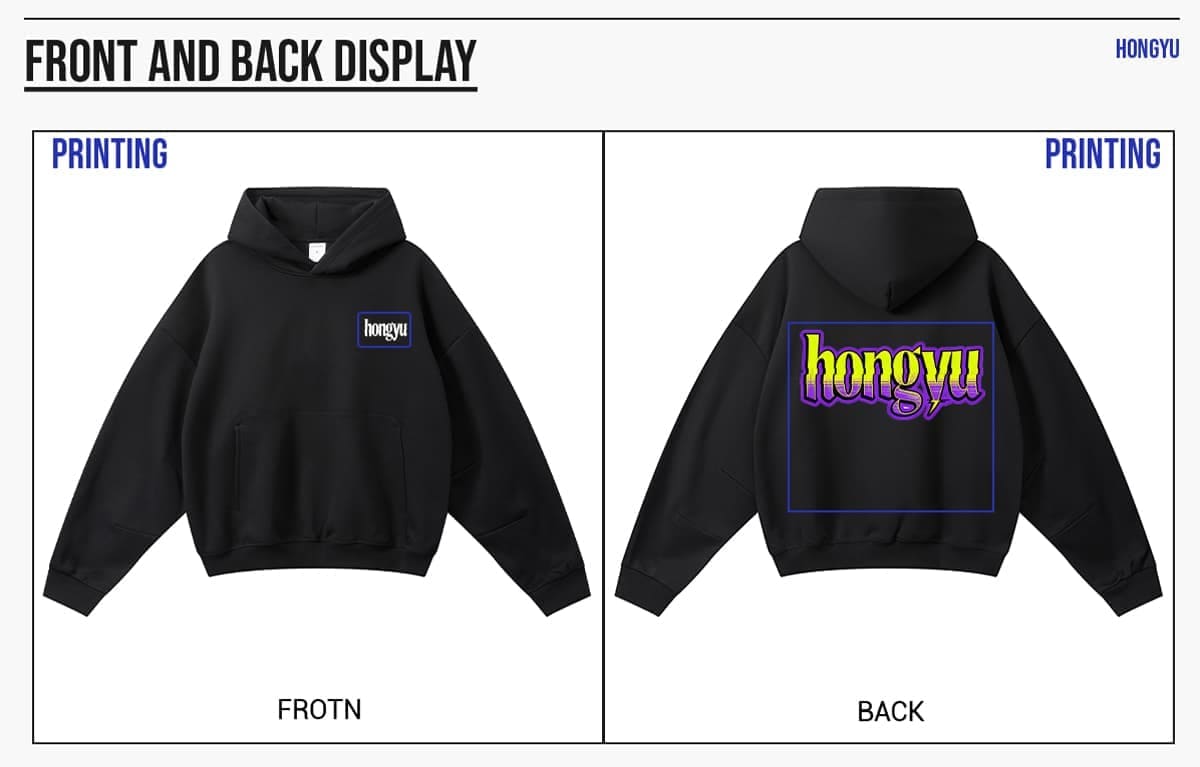 FRONT AND BACK DISPLAY
HONGYU
PRINTING
PRINTING
hongyu
hongyu
FROTN
BACK